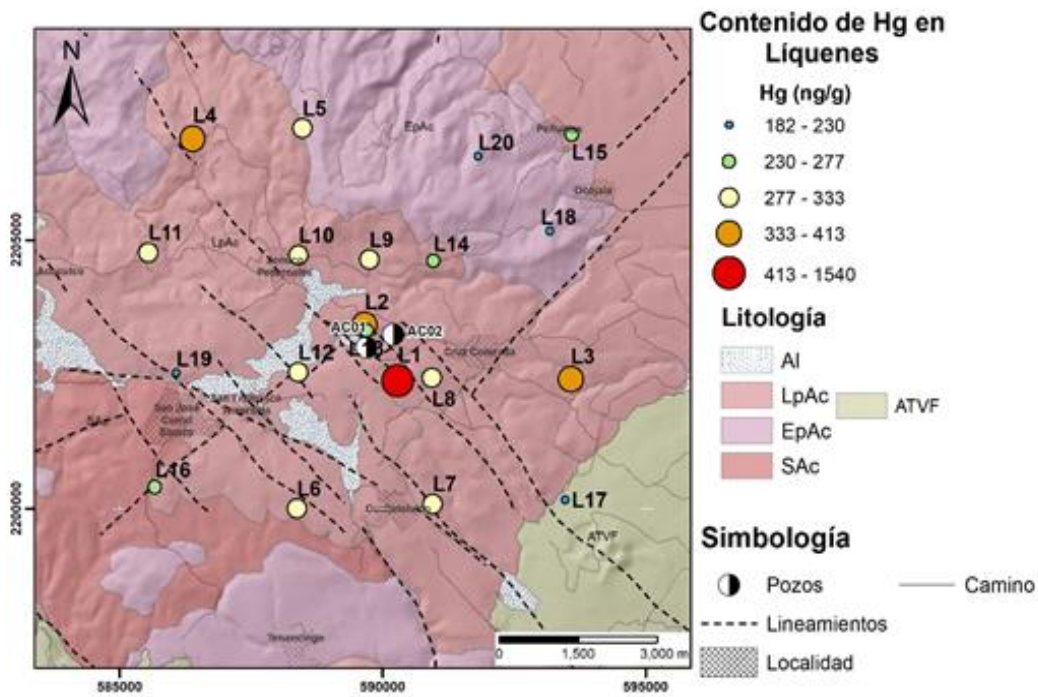 N
L4
L5
EpAc
L20
L15
Ocojala
L18
L11
LpAc
L10
L9
L14
2205000
L2
AC01
AC02
L19
L12
L1
L3
L8
L16
L6
L7
L17
2200000
ATVF
0 1,500 3,000 m
585000
590000
595000
Contenido de Hg en
Líquenes
Hg (ng/g)
182 - 230
230 - 277
277 - 333
333 - 413
413 - 1540
Litología
Al
LpAc
ATVF
EpAc
SAc
Simbología
Pozos
Camino
Lineamientos
Localidad